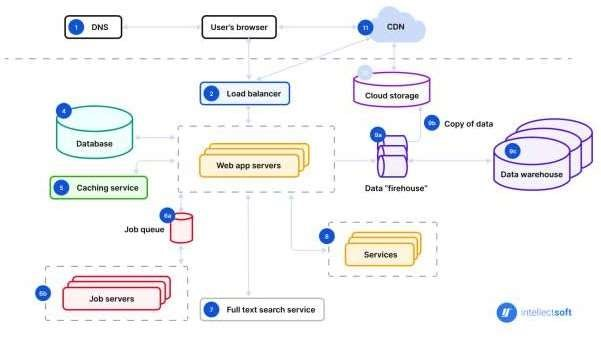 1 DNS
User's browser
11 CDN
2 Load balancer
Cloud storage
4
Database
9b Copy of data
9a
Data "firehouse"
Web app servers
9c
Data warehouse
5 Caching service
6a
Job queue
8
Services
6b
Job servers
7 Full text search service
intellectsoft